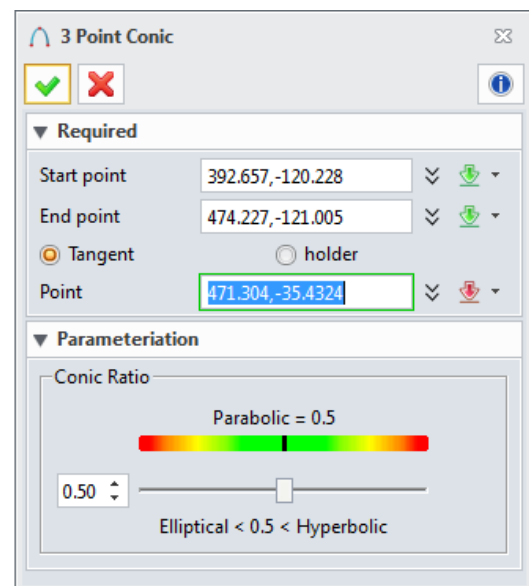 3 Point Conic
Required
Start point 392.657,-120.228
End point 474.227,-121.005
Tangent holder
Point 471.304,-35.4324
Parameteriation
Conic Ratio
Parabolic = 0.5
0.50
Elliptical < 0.5 < Hyperbolic